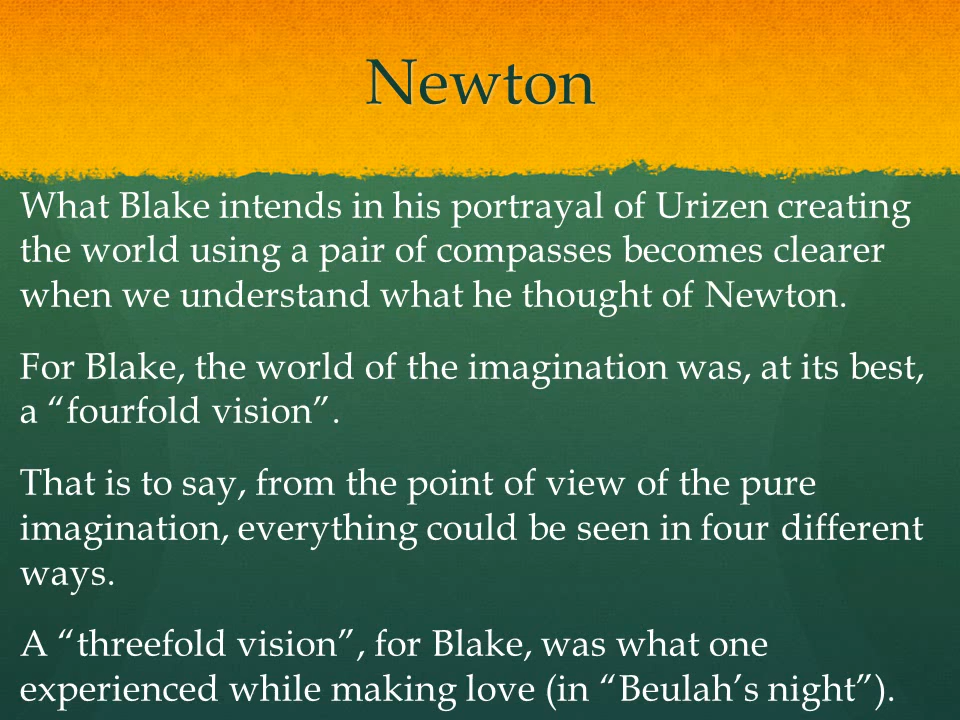 Newton
What Blake intends in his portrayal of Urizen creating
the world using a pair of compasses becomes clearer
when we understand what he thought of Newton.
For Blake, the world of the imagination was, at its best,
a “fourfold vision”.
That is to say, from the point of view of the pure
imagination, everything could be seen in four different
ways.
A “threefold vision”, for Blake, was what one
experienced while making love (in “Beulah’s night”).